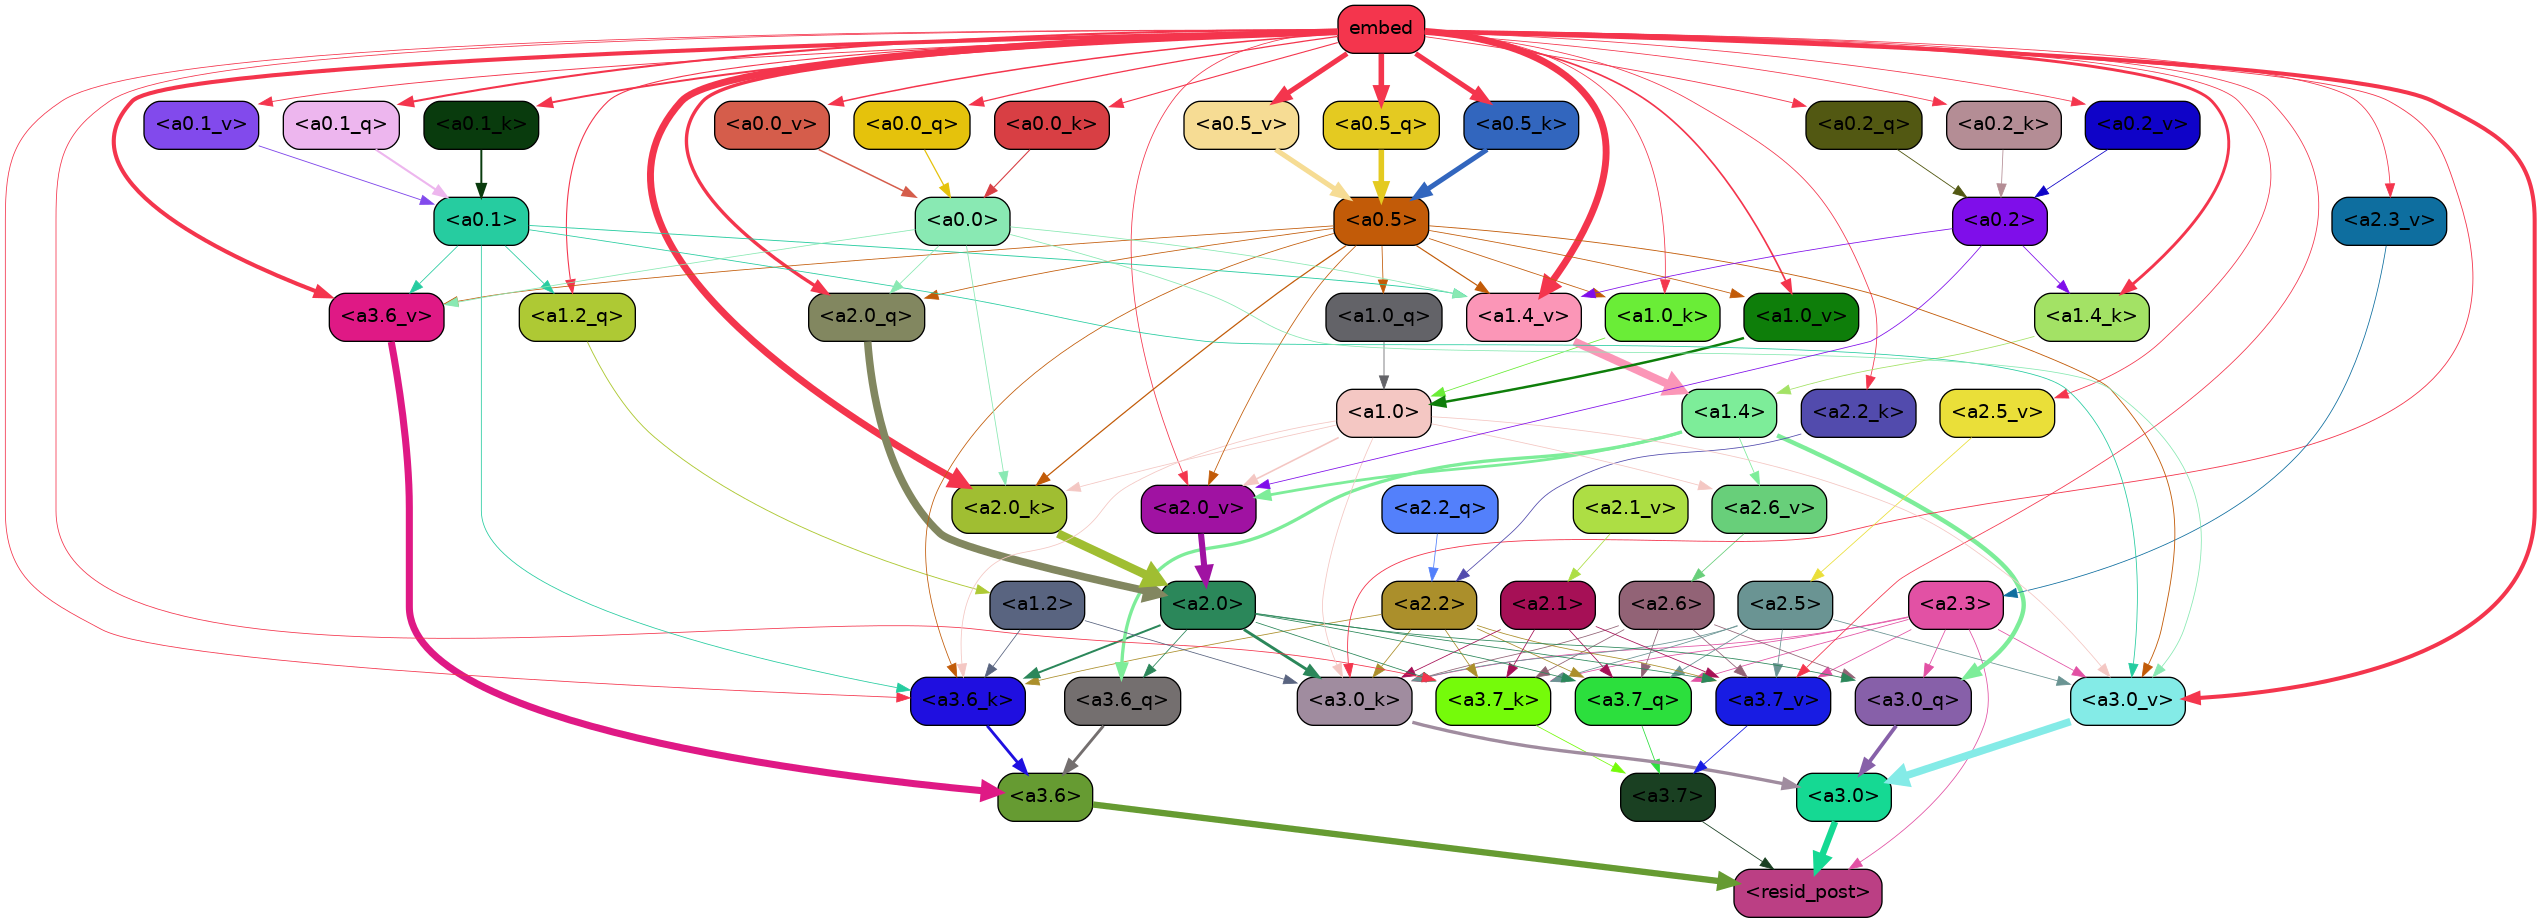 embed
<a0.1_v>
<a0.1_q>
<a0.1_k>
<a0.0_v>
<a0.0_q>
<a0.0_k>
<a0.5_v>
<a0.5_q>
<a0.5_k>
<a0.2_q>
<a0.2_k>
<a0.2_v>
<a0.1>
<a0.0>
<a0.5>
<a0.2>
<a2.3_v>
<a3.6_v>
<a1.2_q>
<a2.0_q>
<a1.0_q>
<a1.4_v>
<a1.0_k>
<a1.0_v>
<a1.4_k>
<a1.0>
<a1.4>
<a2.2_k>
<a2.5_v>
<a2.0_k>
<a2.0_v>
<a2.2_q>
<a2.1_v>
<a2.6_v>
<a1.2>
<a2.0>
<a2.2>
<a2.1>
<a2.6>
<a2.5>
<a2.3>
<a3.6_k>
<a3.6_q>
<a3.0_k>
<a3.7_k>
<a3.7_q>
<a3.7_v>
<a3.0_q>
<a3.0_v>
<a3.6>
<a3.7>
<a3.0>
<resid_post>